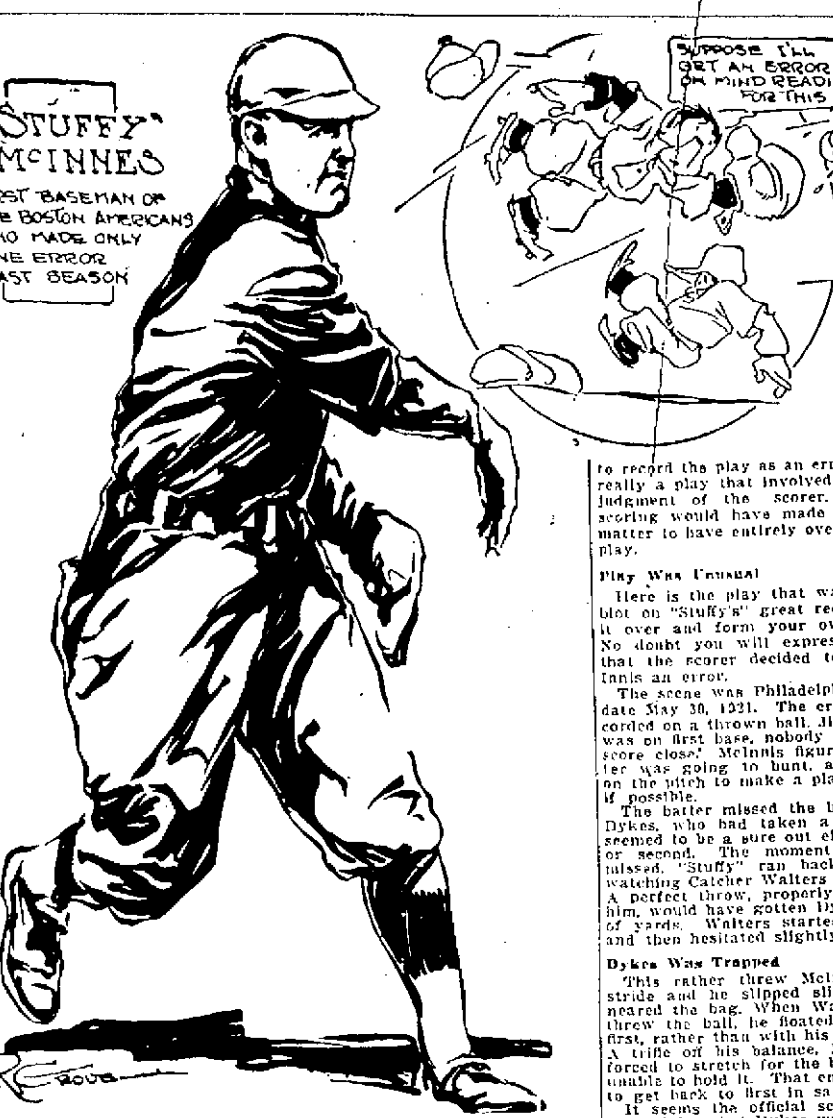 "STUFFY"
McINNES
RST BASEMAN OF
E BOSTON AMERICANS
HO MADE ONLY
NE ERROR
AST SEASON
SUPPOSE I'LL
GET AN ERROR
ON MIND READI
FOR THIS
to record the play as an err
really a play that involved
judgment of the scorer.
scoring would have made
matter to have entirely ove
play.
Play Was Unusual
Here is the play that wa
blot on "Stuffy's" great re
it over and form your ov
No doubt you will expres
that the scorer decided t
Innis an error.
The scene was Philadelp
date May 30, 1921. The er
corded on a thrown ball. Ji
was on first base, nobody
score close. McInnis figur
ter was going to bunt, a
on the pitch to make a pla
if possible.
The batter missed the b
Dykes, who had taken a
seemed to be a sure out ei
or second. The moment
missed, "Stuffy" ran back
watching Catcher Walters
A perfect throw, properly
him, would have gotten Dy
of yards. Walters starte
and then hesitated slightly
Dykes Was Trapped
This rather threw McI
stride and he slipped sli
neared the bag. When Wa
threw the ball, he floated
first, rather than with his
A trifle off his balance,
forced to stretch for the b
unable to hold it. That en
to get back to first in sa
It seems the official sc